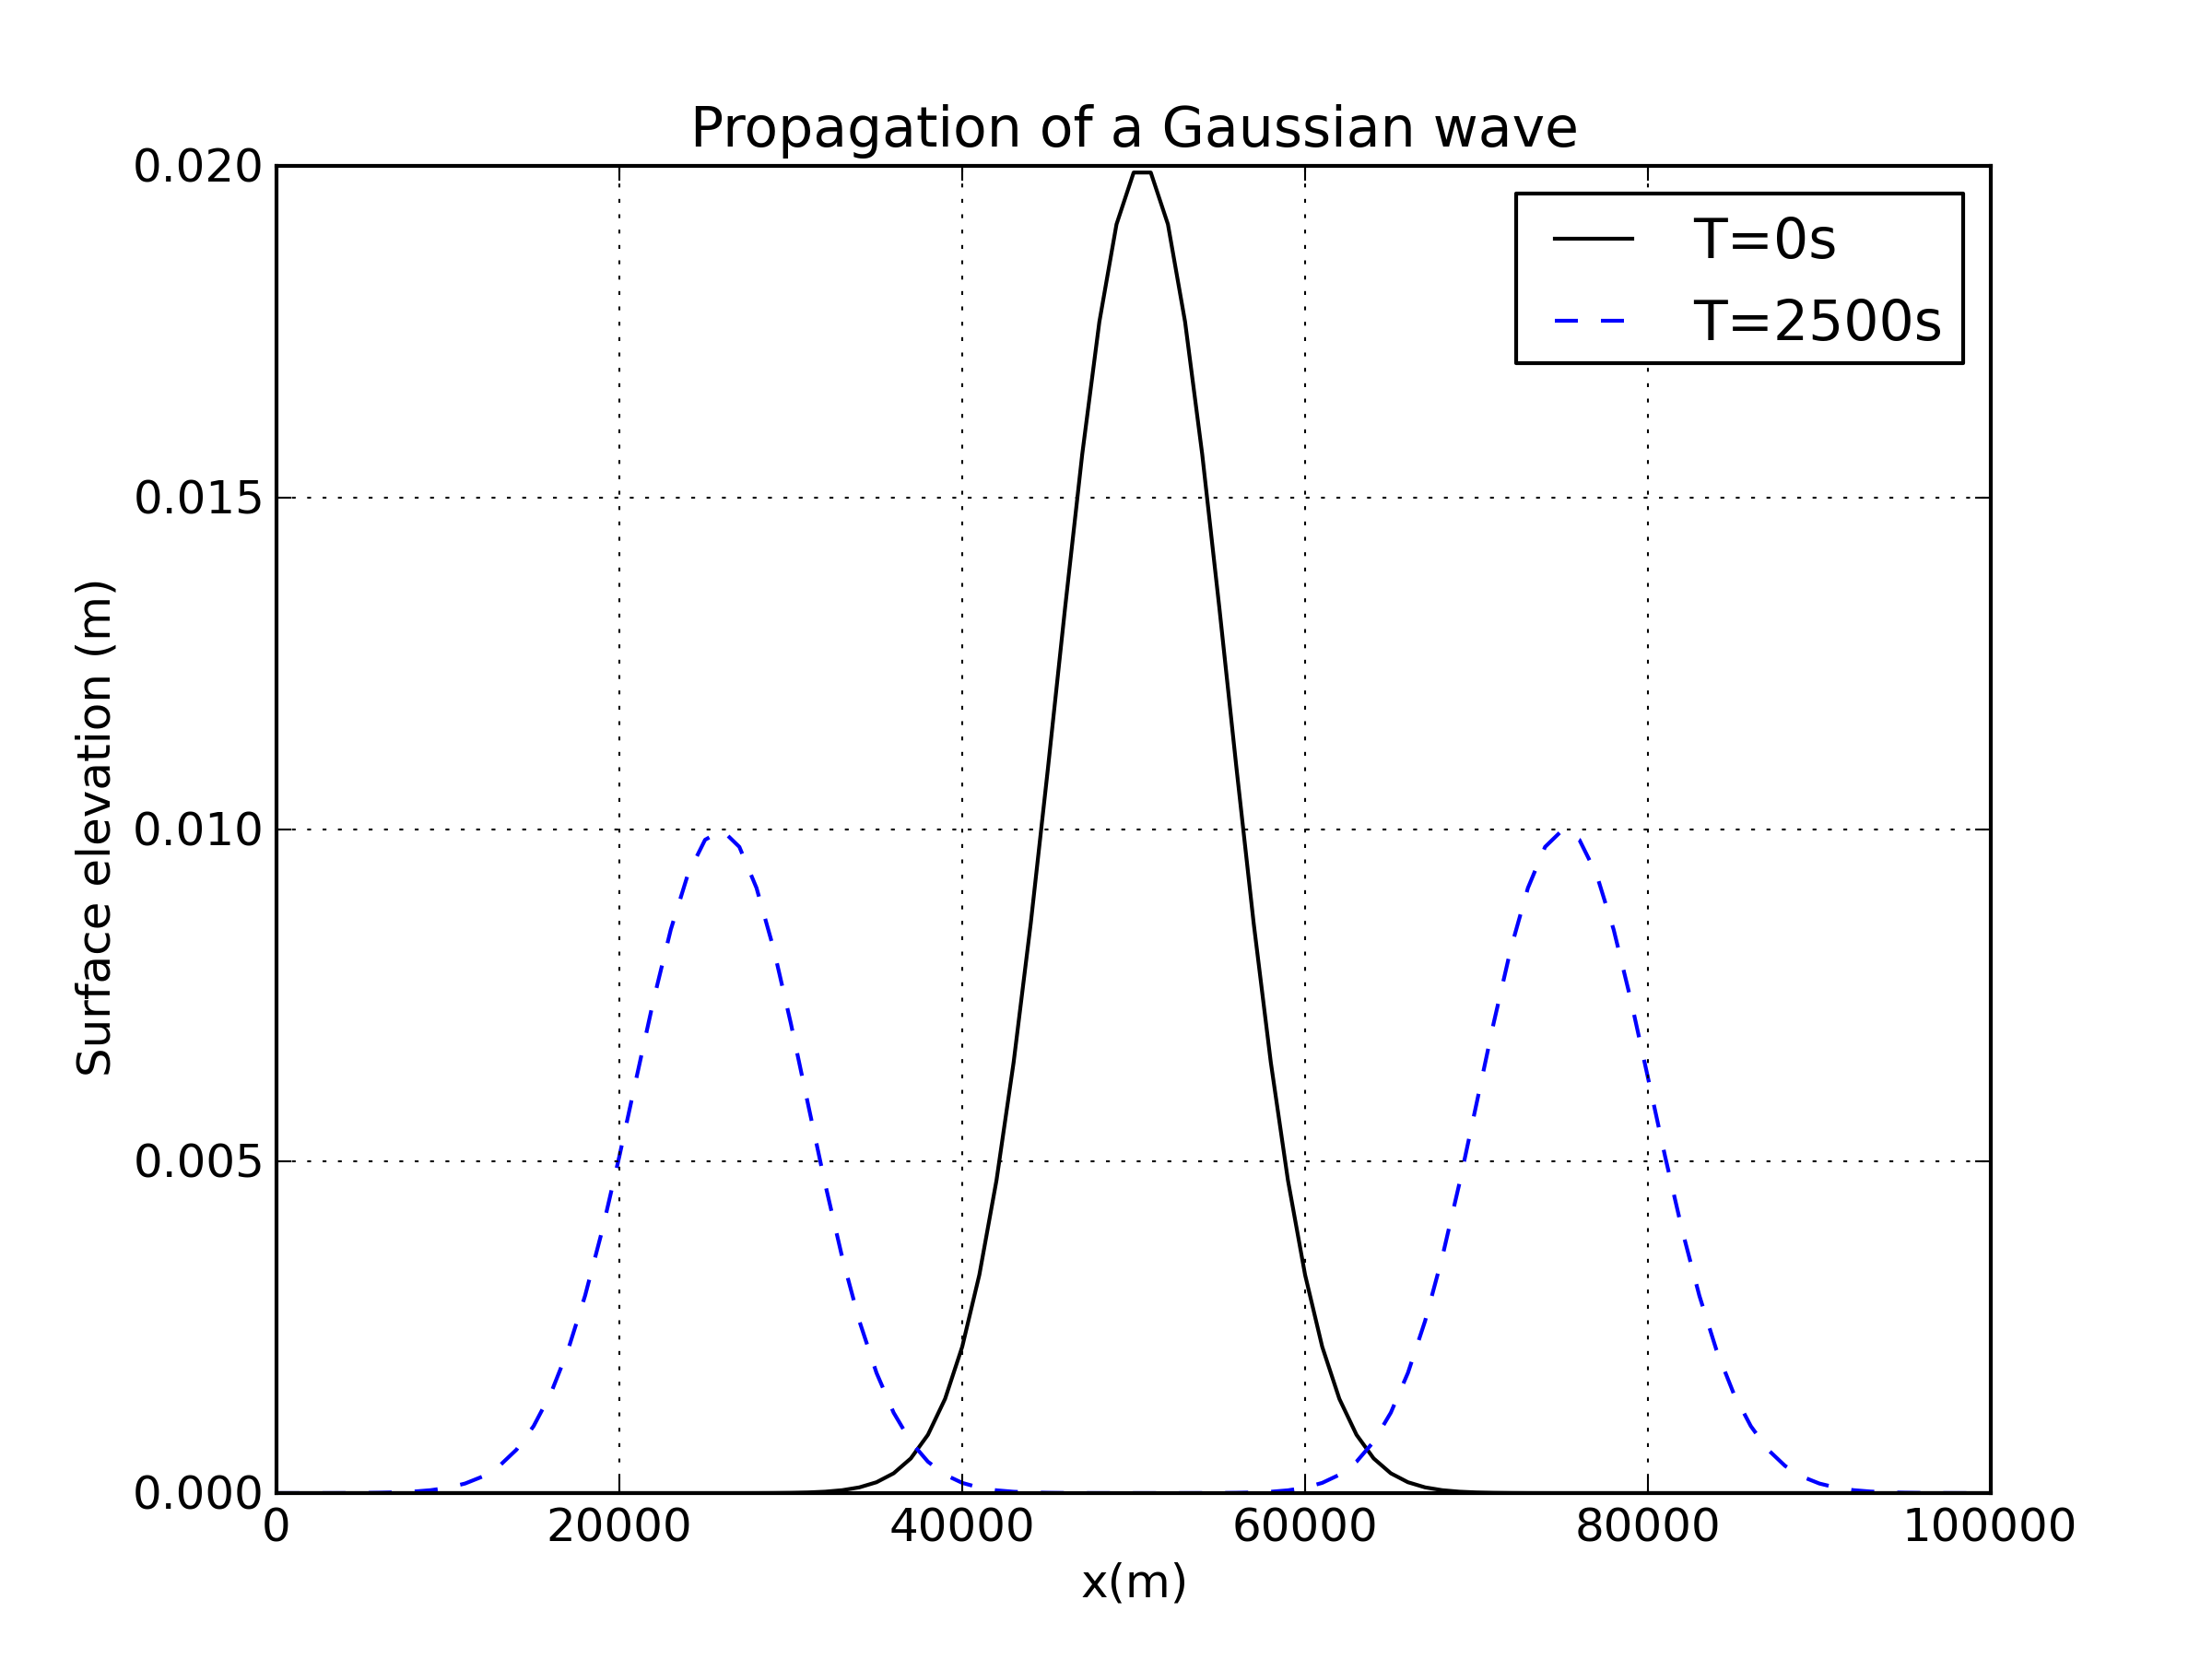 Propagation of a Gaussian wave
0.020
0.015
0.010
0.005
0.000
Surface elevation (m)
T=0s
T=2500s
0 20000 40000 60000 80000 100000
x(m)